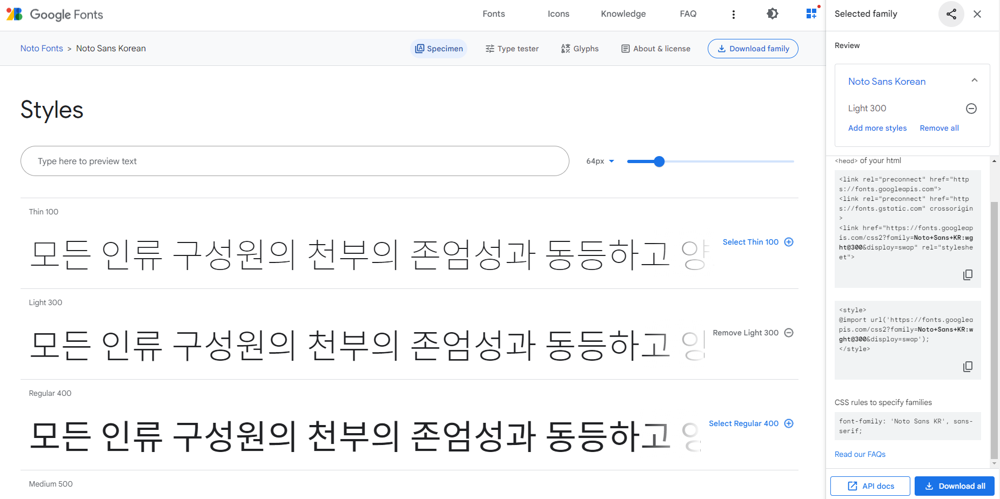 Google Fonts
Fonts
Icons
Knowledge
FAQ
Noto Fonts > Noto Sans Korean
Specimen
Type tester
Glyphs
About & license
Download family
Styles
Type here to preview text
64px
Thin 100
모든 인류 구성원의 천부의 존엄성과 동등하고
Select Thin 100
Light 300
모든 인류 구성원의 천부의 존엄성과 동등하고
Remove Light 300
Regular 400
모든 인류 구성원의 천부의 존엄성과 동등하고
Select Regular 400
Medium 500
Selected family
Review
Noto Sans Korean
Light 300
Add more styles
Remove all
<head> of your html
<link rel="preconnect" href="http
s://fonts.googleapis.com">
<link rel="preconnect" href="http
s://fonts.gstatic.com" crossorigin
>
<link href="https://fonts.googleap
is.com/css2?family=Noto+Sans+KR:wg
ht@300&display=swap" rel="styleshe
et">
<style>
@import url('https://fonts.googlea
pis.com/css2?family=Noto+Sans+KR:w
ght@300&display=swap');
</style>
CSS rules to specify families
font-family: 'Noto Sans KR', sans-
serif;
Read our FAQs
API docs
Download all